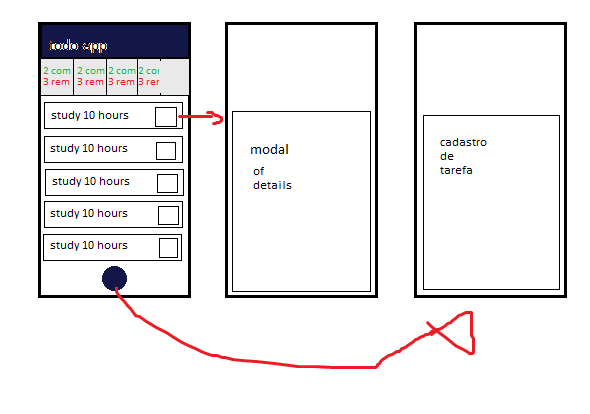 todo app
2 com 2 com 2 com 2 co
3 rem 3 rem 3 rem 3 rer
study 10 hours
study 10 hours
study 10 hours
study 10 hours
study 10 hours
modal
of
details
cadastro
de
tarefa